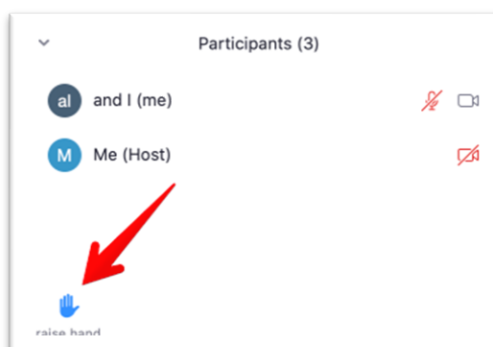 Participants (3)
al and I (me)
M Me (Host)
raise hand